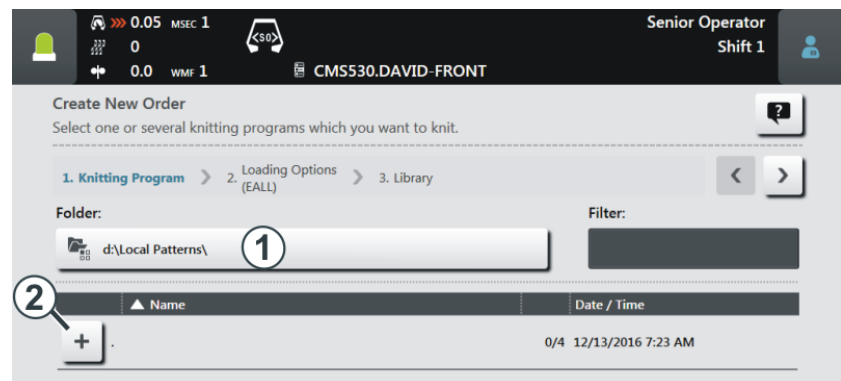 >>> 0.05 MSEC 1
<S0>
Senior Operator
0
Shift 1
0.0 WMF 1
CMS530.DAVID-FRONT
Create New Order
Select one or several knitting programs which you want to knit.
?
1. Knitting Program > 2. Loading Options (EALL) > 3. Library
< >
Folder:
Filter:
d:\Local Patterns\
1
2
Name
Date / Time
+ .
0/4 12/13/2016 7:23 AM